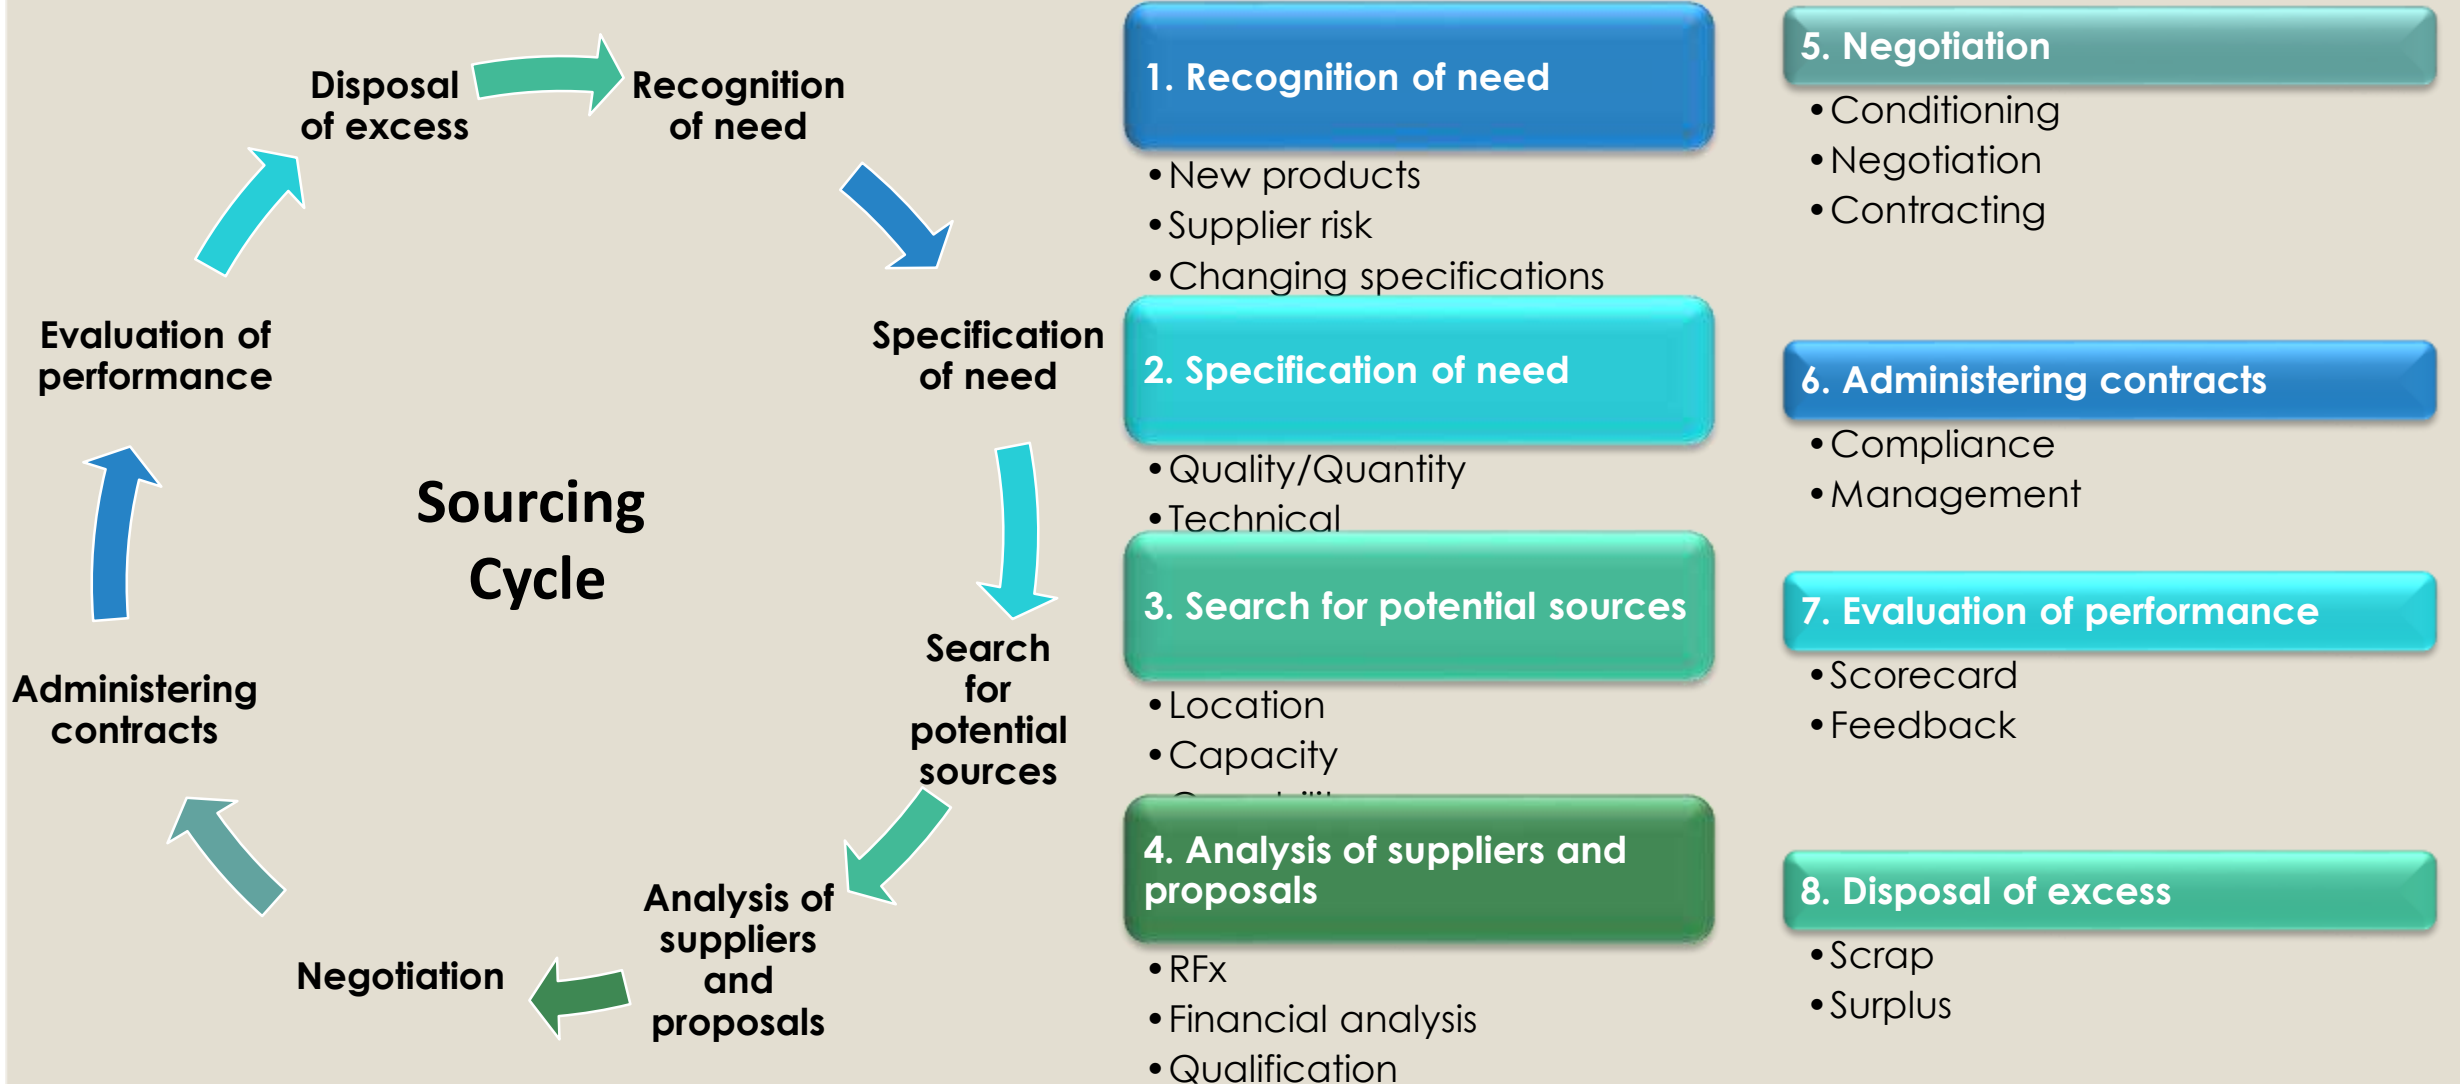 Disposal
of excess
Recognition
of need
Specification
of need
Search
for
potential
sources
Analysis of
suppliers
and
proposals
Negotiation
Administering
contracts
Evaluation of
performance
Sourcing
Cycle
1. Recognition of need
•New products
•Supplier risk
•Changing specifications
2. Specification of need
•Quality/Quantity
•Technical
3. Search for potential sources
•Location
•Capacity
4. Analysis of suppliers and
proposals
•RFx
•Financial analysis
•Qualification
5. Negotiation
•Conditioning
•Negotiation
•Contracting
6. Administering contracts
•Compliance
•Management
7. Evaluation of performance
•Scorecard
•Feedback
8. Disposal of excess
•Scrap
•Surplus